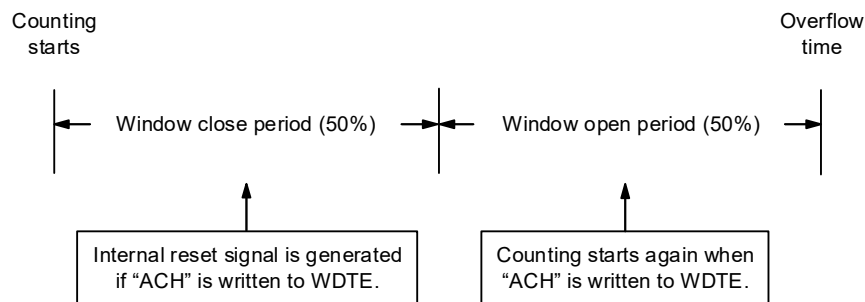 Counting
starts
Overflow
time
Window close period (50%)
Window open period (50%)
Internal reset signal is generated
if “ACH” is written to WDTE.
Counting starts again when
“ACH” is written to WDTE.